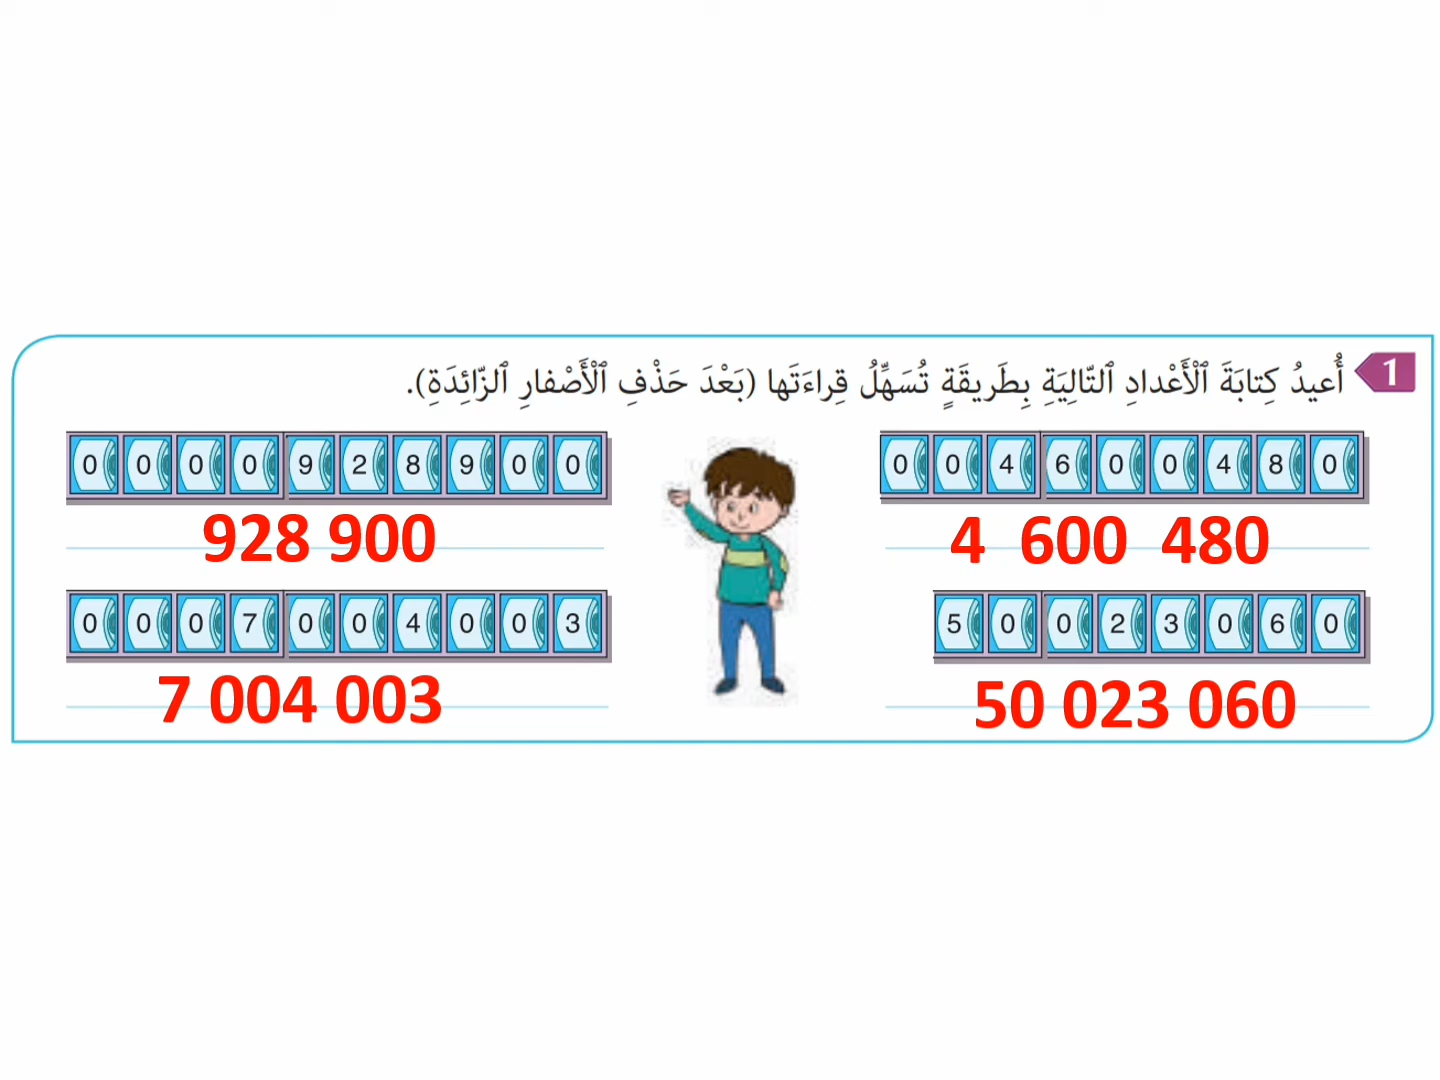 1 أُعيدُ كِتابَةَ ٱلْأَعْدادِ ٱلتّالِيَةِ بِطَريقَةٍ تُسَهِّلُ قِراءَتَها (بَعْدَ حَذْفِ ٱلْأَصْفارِ ٱلزّائِدَةِ).
0 0 4 6 0 0 4 8 0
4 600 480
0 0 0 0 9 2 8 9 0 0
928 900
5 0 0 2 3 0 6 0
50 023 060
0 0 0 7 0 0 4 0 0 3
7 004 003